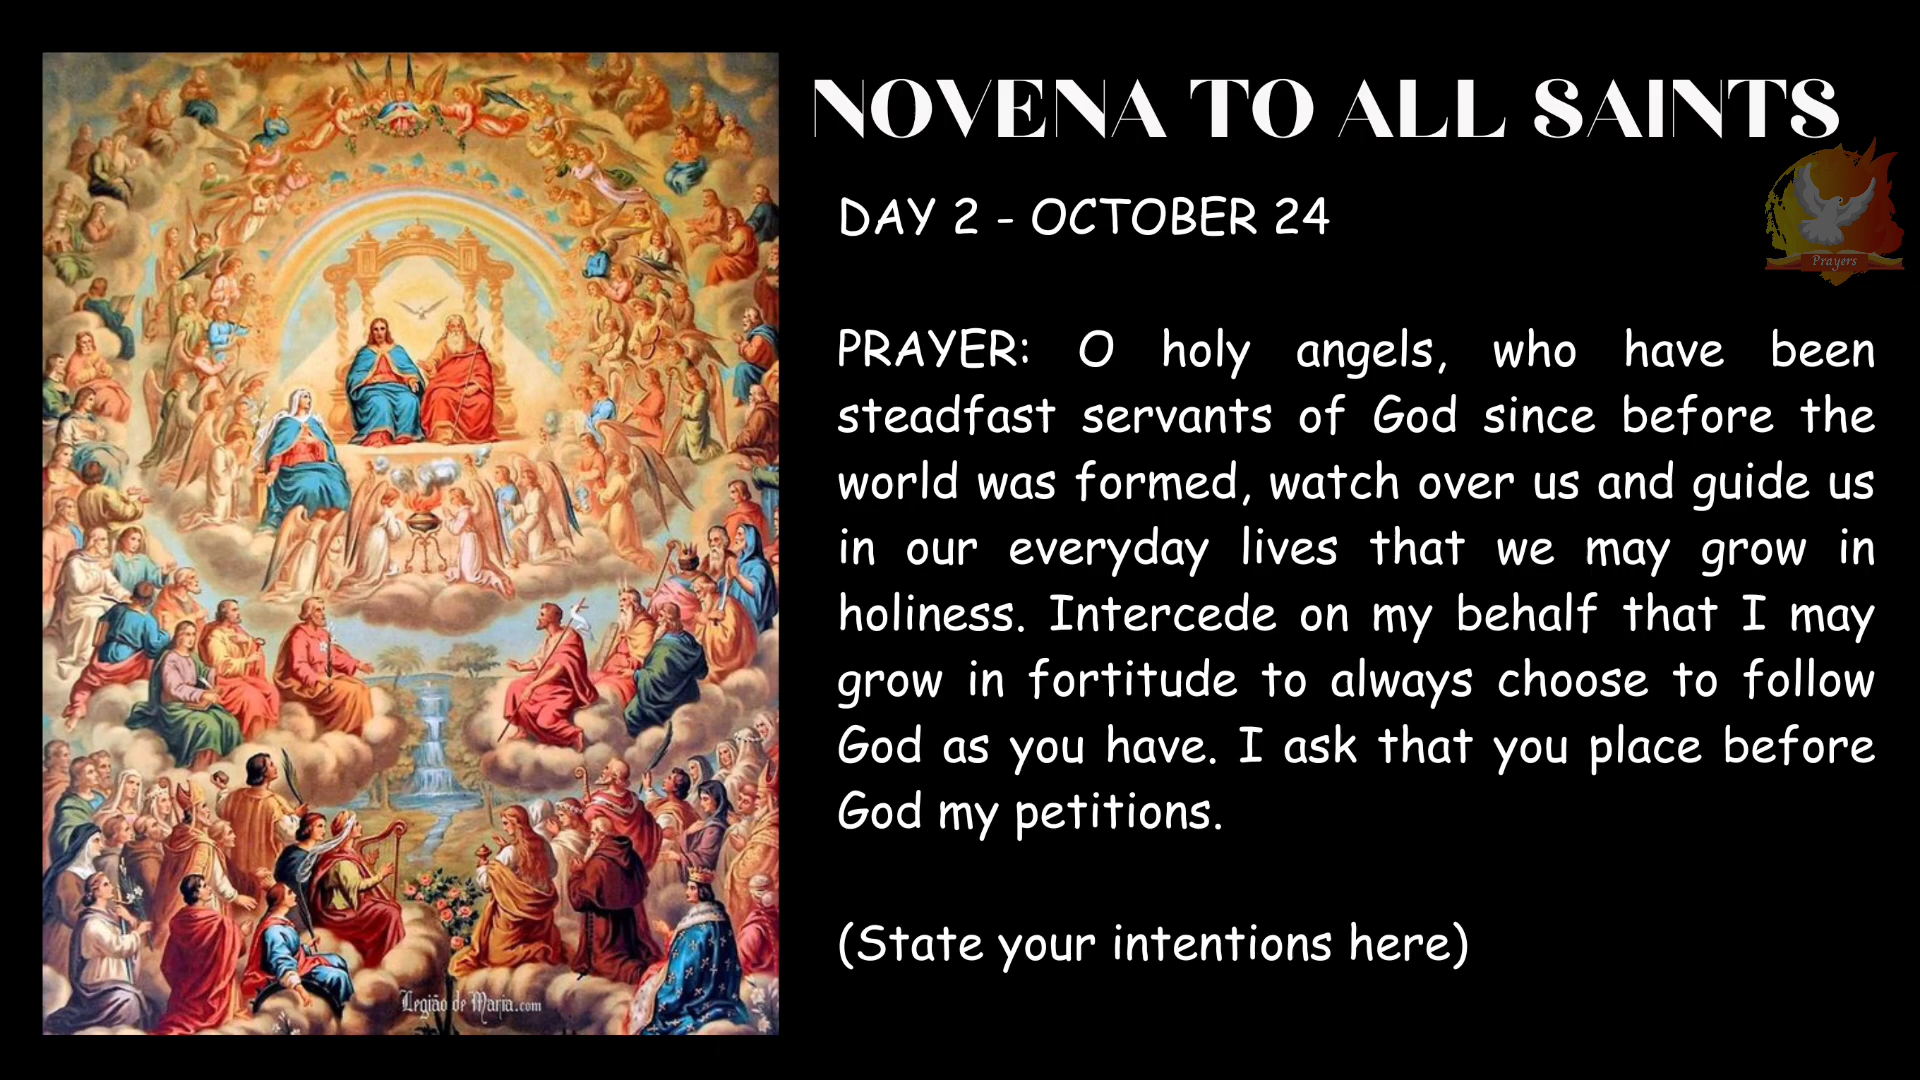 NOVENA TO ALL SAINTS
DAY 2 - OCTOBER 24
Prayers
PRAYER: O holy angels, who have been
steadfast servants of God since before the
world was formed, watch over us and guide us
in our everyday lives that we may grow in
holiness. Intercede on my behalf that I may
grow in fortitude to always choose to follow
God as you have. I ask that you place before
God my petitions.
(State your intentions here)
Legião de Maria.com